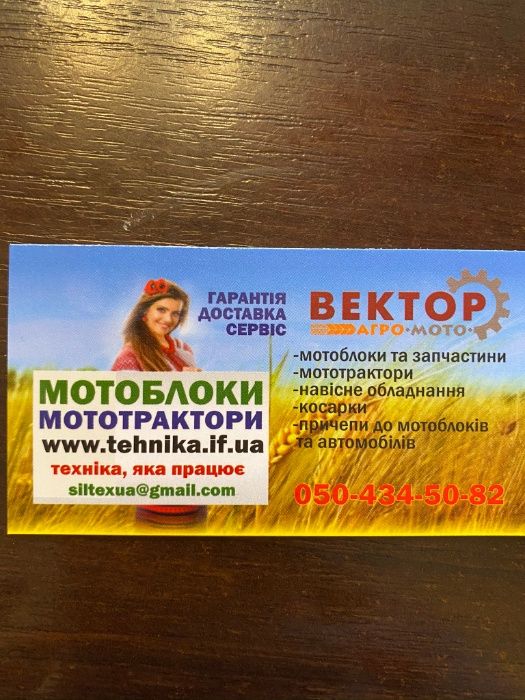 ГАРАНТІЯ
ДОСТАВКА
СЕРВІС
ВЕКТОР
АГРО·МОТО·
МОТОБЛОКИ
МОТОТРАКТОРИ
www.tehnika.if.ua
техніка, яка працює
siltexua@gmail.com
-мотоблоки та запчастини
-мототрактори
-навісне обладнання
-косарки
-причепи до мотоблоків
та автомобілів
050-434-50-82